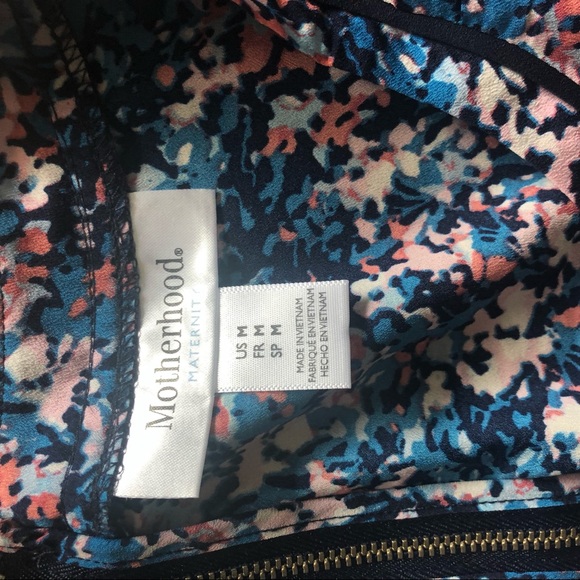 Motherhood®
MATERNITY
US M
FR M
SP M
MADE IN VIETNAM
FABRIQUÉ EN VIETNAM
HECHO EN VIETNAM